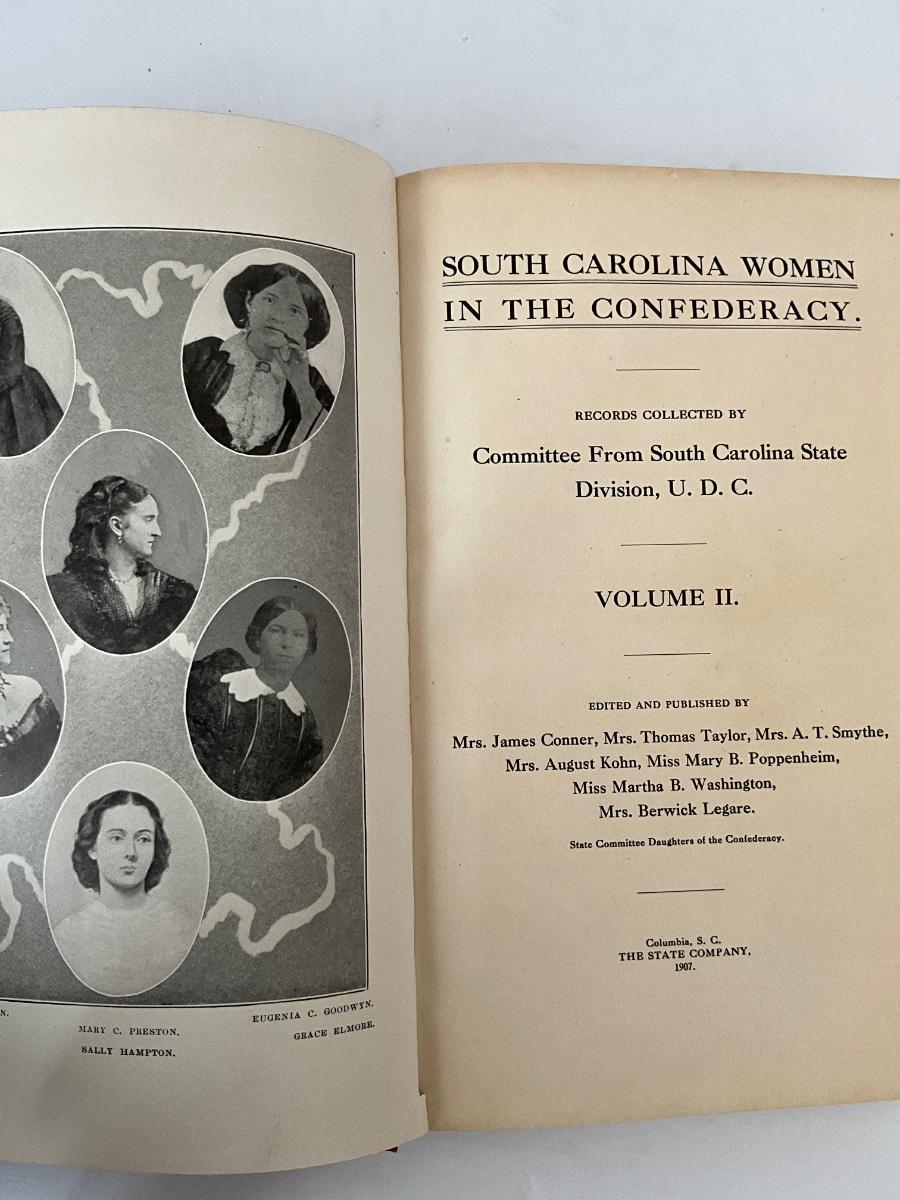 N.
MARY C. PRESTON.
SALLY HAMPTON.
EUGENIA C. GOODWYN.
GRACE ELMORE.
SOUTH CAROLINA WOMEN
IN THE CONFEDERACY.
RECORDS COLLECTED BY
Committee From South Carolina State
Division, U. D. C.
VOLUME II.
EDITED AND PUBLISHED BY
Mrs. James Conner, Mrs. Thomas Taylor, Mrs. A. T. Smythe,
Mrs. August Kohn, Miss Mary B. Poppenheim,
Miss Martha B. Washington,
Mrs. Berwick Legare.
State Committee Daughters of the Confederacy.
Columbia, S. C.
THE STATE COMPANY,
1907.